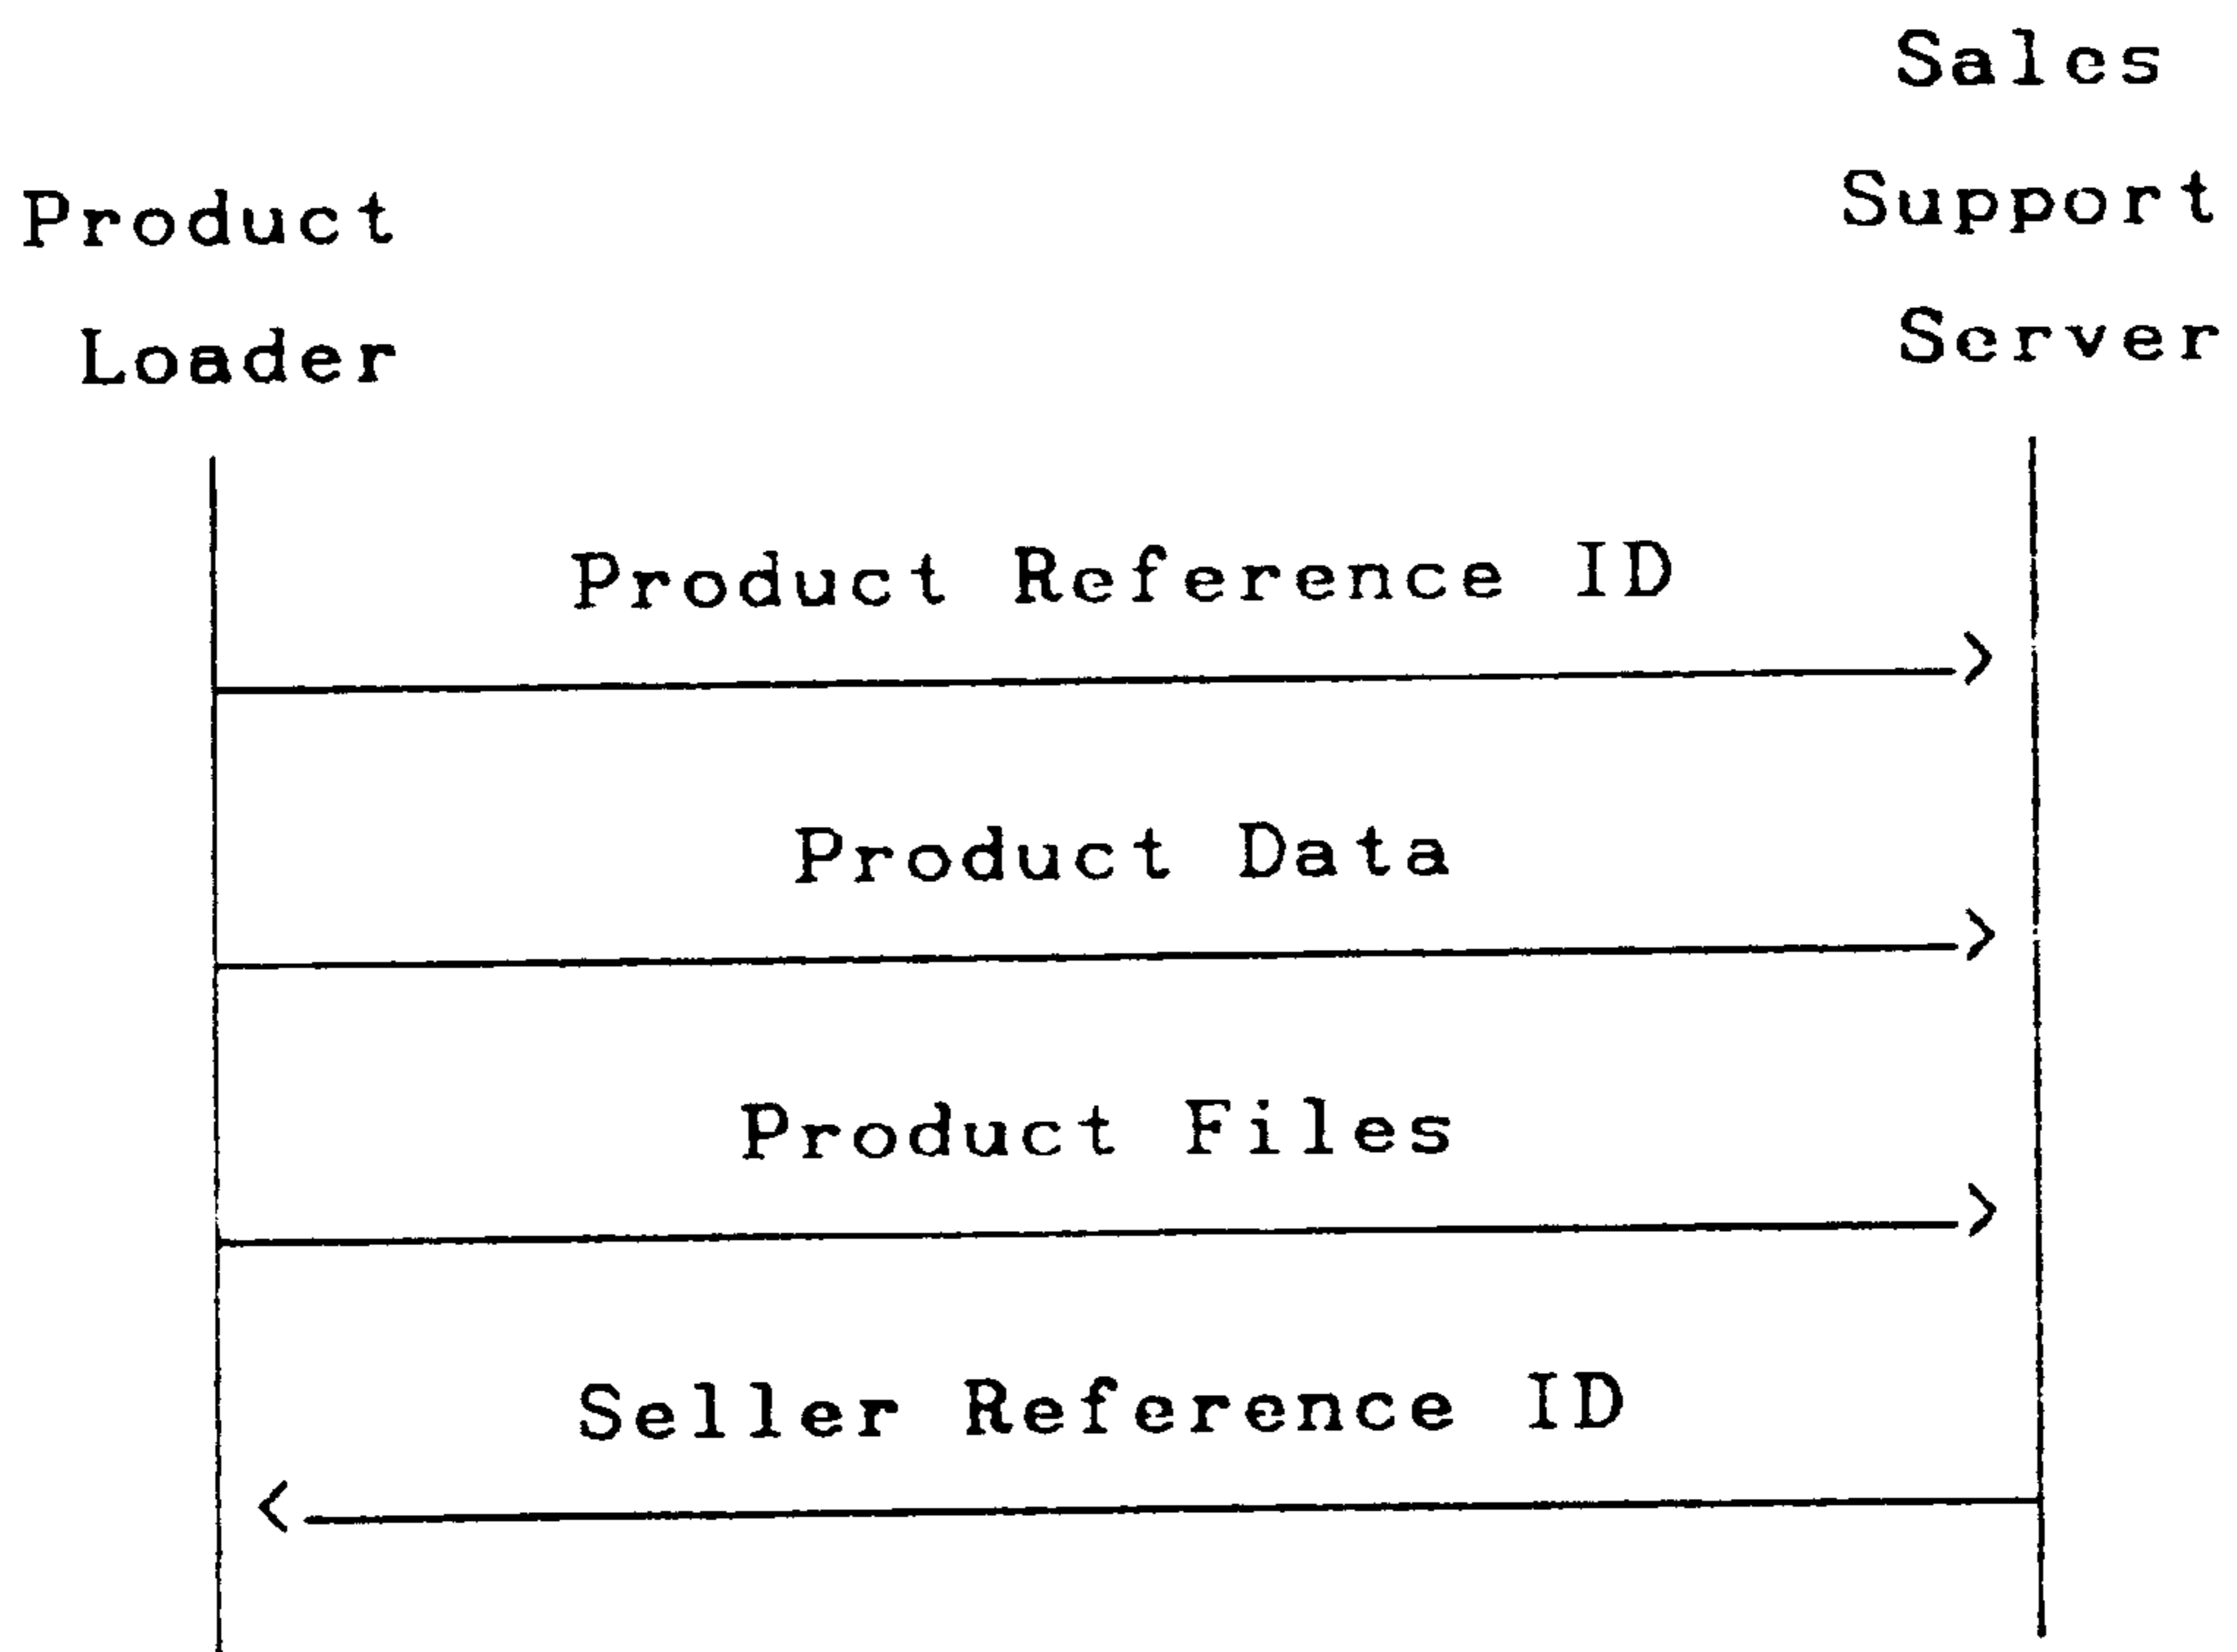 Product
Loader
Sales
Support
Server
Product Reference ID
Product Data
Product Files
Seller Reference ID